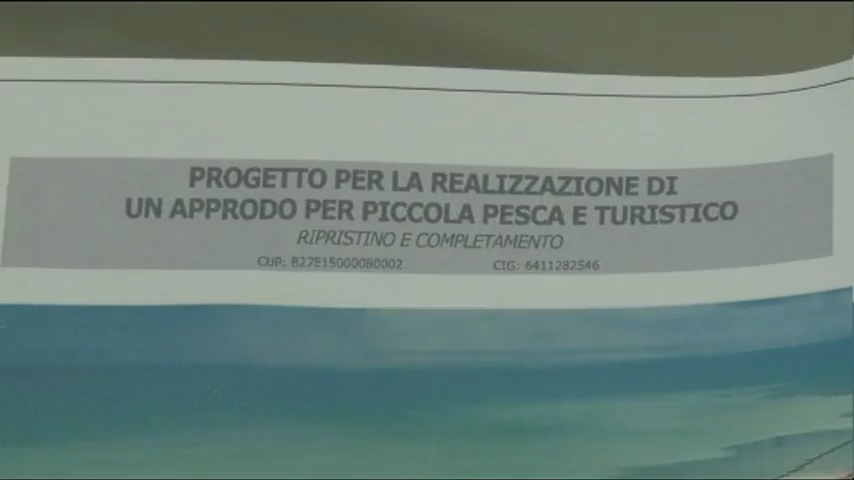 PROGETTO PER LA REALIZZAZIONE DI
UN APPRODO PER PICCOLA PESCA E TURISTICO
RIPRISTINO E COMPLETAMENTO
CUP: B27E15000080002 CIG: 6411282546